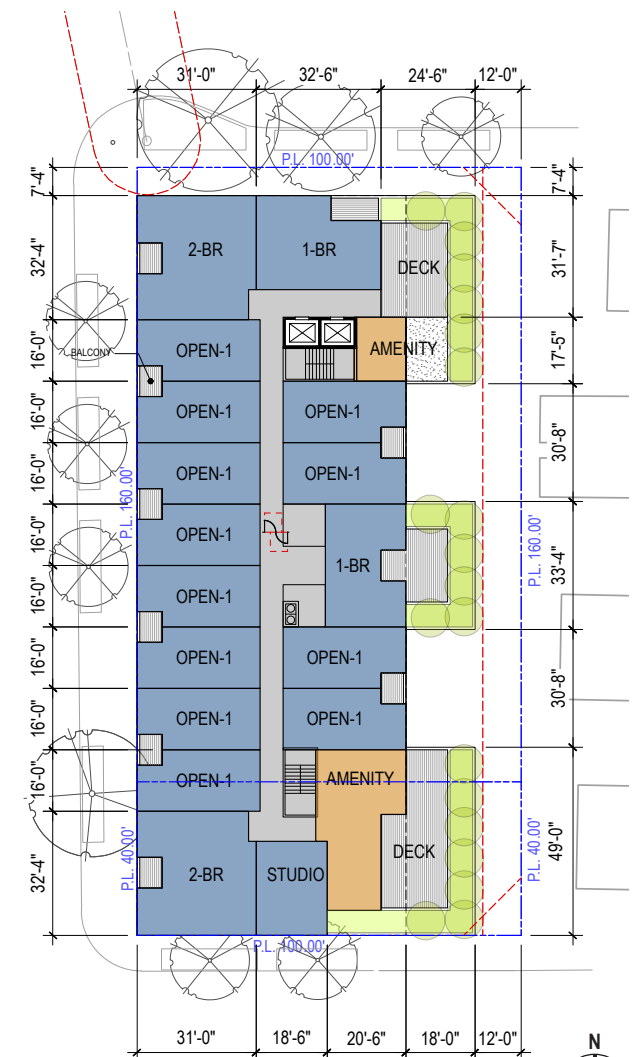 31'-0" 32'-6" 24'-6" 12'-0"
P.L. 100.00'
7'-4" 7'-4"
32'-4" 2-BR 1-BR DECK 31'-7"
16'-0" OPEN-1 AMENITY 17'-5"
BALCONY
16'-0" OPEN-1 OPEN-1 30'-8"
16'-0" OPEN-1 OPEN-1
P.L. 160.00' P.L. 160.00'
16'-0" OPEN-1 1-BR 33'-4"
16'-0" OPEN-1
16'-0" OPEN-1 OPEN-1 30'-8"
16'-0" OPEN-1 OPEN-1
16'-0" OPEN-1 AMENITY
P.L. 40.00' DECK P.L. 40.00' 49'-0"
32'-4" 2-BR STUDIO
P.L. 100.00'
31'-0" 18'-6" 20'-6" 18'-0" 12'-0"
N